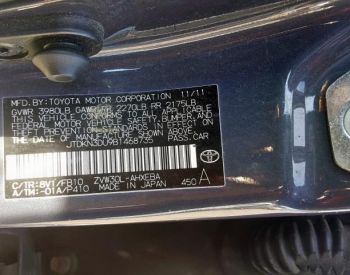 MFD. BY: TOYOTA MOTOR CORPORATION 11/11
GVWR 3980LB GAWR FR 2270LB RR 2175LB
THIS VEHICLE CONFORMS TO ALL APPLICABLE
FEDERAL MOTOR VEHICLE SAFETY, BUMPER, AND
THEFT PREVENTION STANDARDS IN EFFECT ON
THE DATE OF MANUFACTURE SHOWN ABOVE.
PASS.CAR
ZVW30L-AHXEBA
C/TR:8V1/FB10 MADE IN JAPAN 450 A
A/TM:-01A/P410
TOYOTA